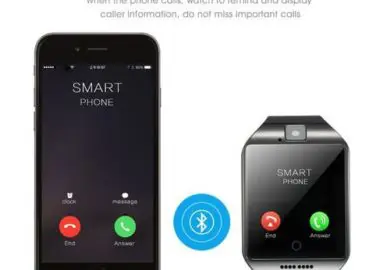 when the phone calls, watch to remind and display
caller information, do not miss important calls
SMART
PHONE
clock
message
End
Answer
SMART
PHONE
End
Answer